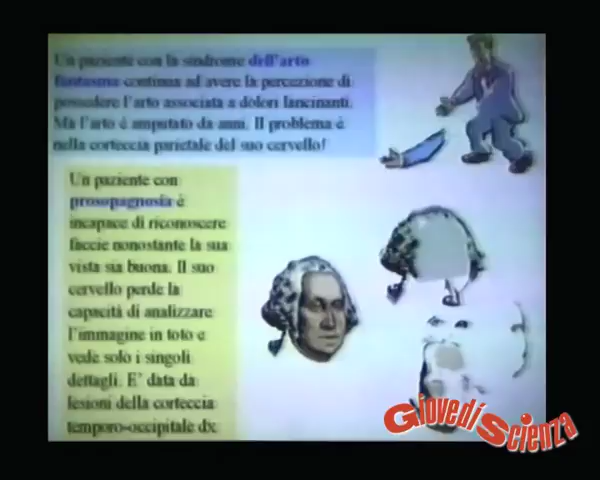 Un paziente con la sindrome dell'arto
fantasma continua ad avere la percezione di
possedere l'arto associata a dolori lancinanti.
Ma l'arto è amputato da anni. Il problema è
nella corteccia parietale del suo cervello!
Un paziente con
prosopagnosia è
incapace di riconoscere
faccie nonostante la sua
vista sia buona. Il suo
cervello perde la
capacità di analizzare
l'immagine in toto e
vede solo i singoli
dettagli. E' data da
lesioni della corteccia
temporo-occipitale dx
Giovedì Scienza